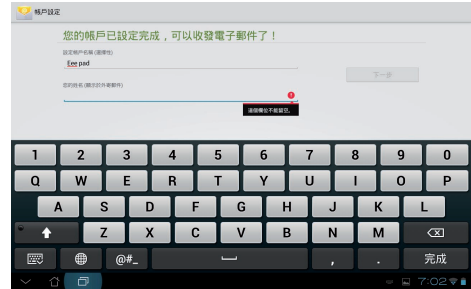 帳戶設定
您的帳戶已設定完成，可以收發電子郵件了！
設定帳戶名稱 (選擇性)
Eee pad
下一步
您的姓名 (顯示於外寄郵件)
這個欄位不能留空。
1 2 3 4 5 6 7 8 9 0
Q W E R T Y U I O P
A S D F G H J K L
Z X C V B N M
@#_ , . 完成
7:02